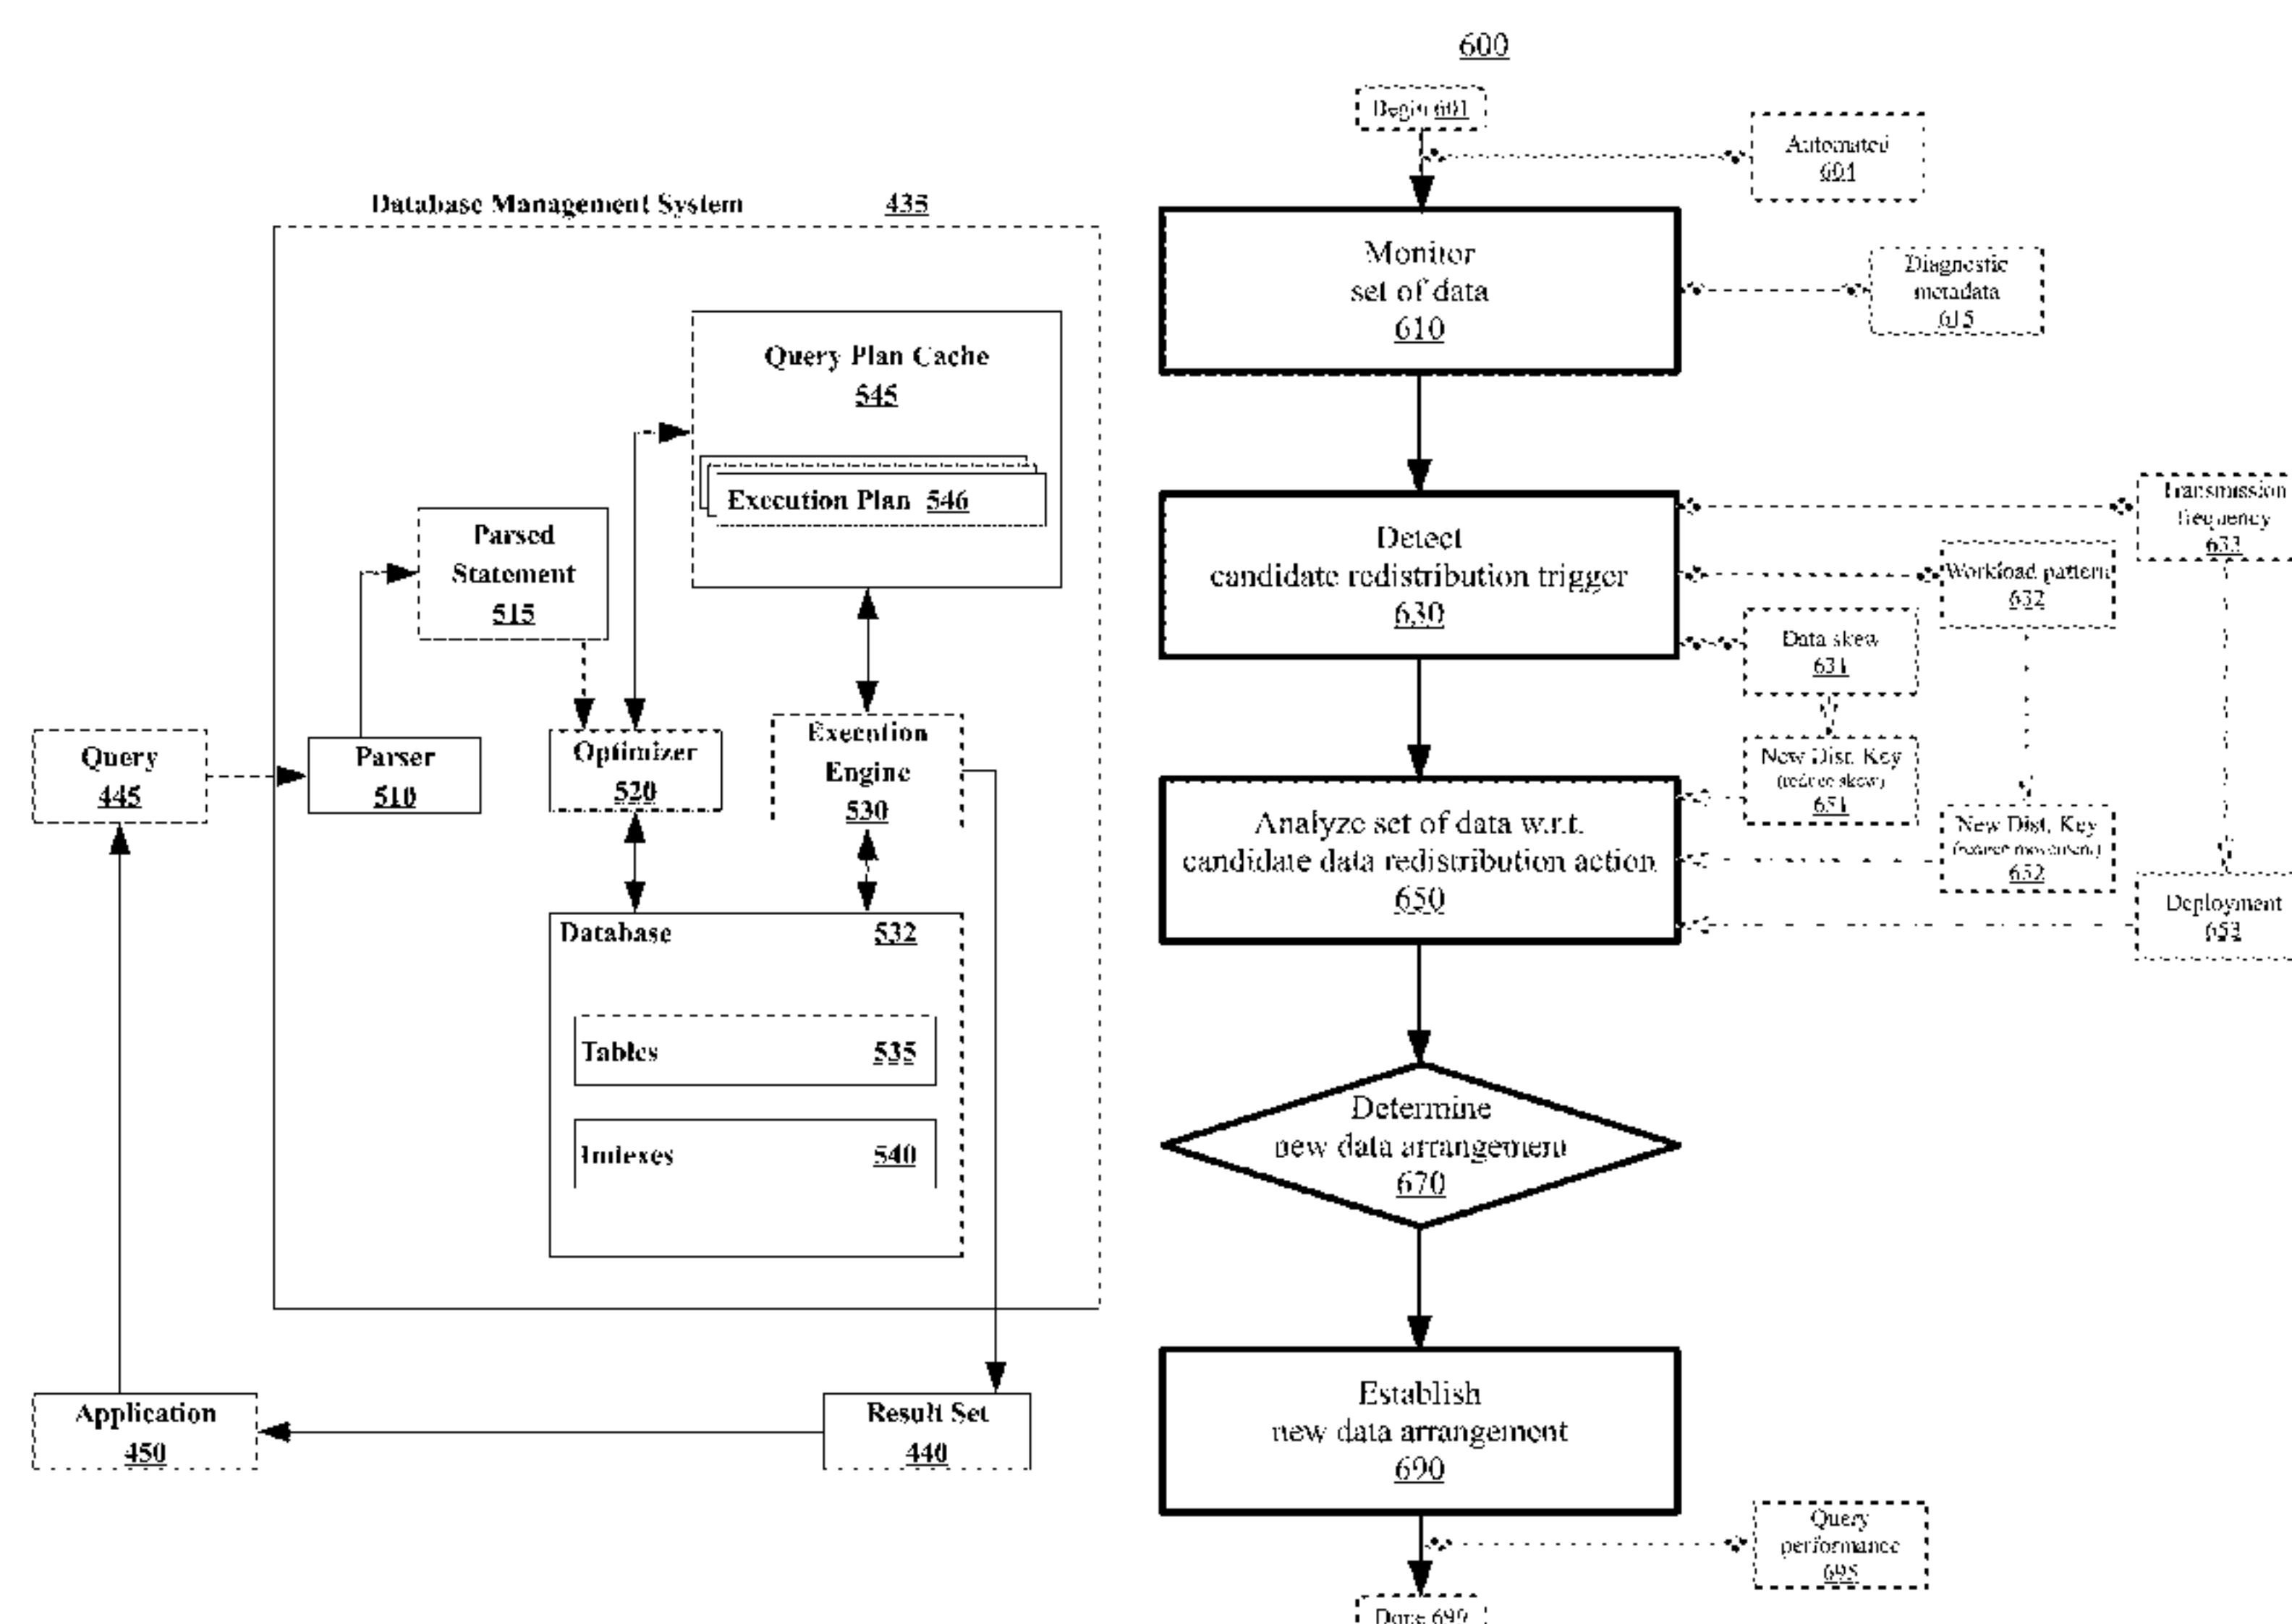 Database Management System 435
Query Plan Cache
545
Execution Plan 546
Parsed
Statement
515
Query
445
Parser
510
Optimizer
520
Execution
Engine
530
Database 532
Tables 535
Indexes 540
Application
450
Result Set
440
600
Begin 601
Automated
604
Monitor
set of data
610
Diagnostic
metadata
615
Detect
candidate redistribution trigger
630
Transmission
frequency
633
Workload pattern
632
Data skew
631
New Dist. Key
(reduce skew)
651
New Dist. Key
(reduce movement)
652
Deployment
653
Analyze set of data w.r.t.
candidate data redistribution action
650
Determine
new data arrangement
670
Establish
new data arrangement
690
Query
performance
695
Done 699